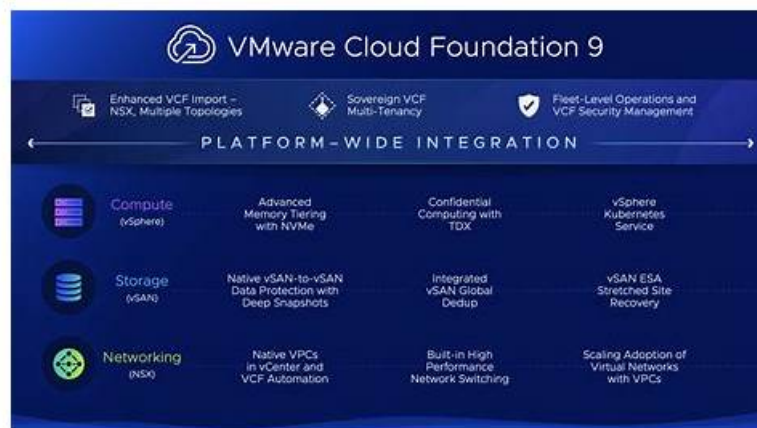 VMware Cloud Foundation 9
Enhanced VCF Import –
NSX, Multiple Topologies
Sovereign VCF
Multi-Tenancy
Fleet-Level Operations and
VCF Security Management
PLATFORM-WIDE INTEGRATION
Compute
(vSphere)
Advanced
Memory Tiering
with NVMe
Confidential
Computing with
TDX
vSphere
Kubernetes
Service
Storage
(vSAN)
Native vSAN-to-vSAN
Data Protection with
Deep Snapshots
Integrated
vSAN Global
Dedup
vSAN ESA
Stretched Site
Recovery
Networking
(NSX)
Native VPCs
in vCenter and
VCF Automation
Built-in High
Performance
Network Switching
Scaling Adoption of
Virtual Networks
with VPCs